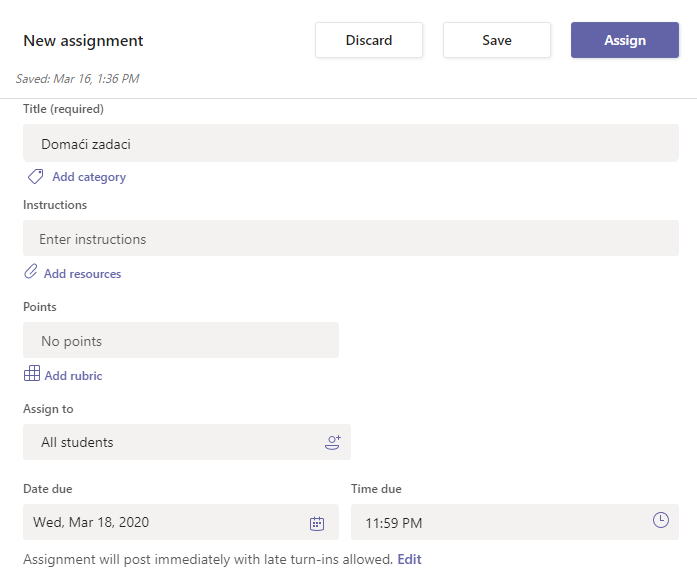 New assignment
Discard
Save
Assign
Saved: Mar 16, 1:36 PM
Title (required)
Domaći zadaci
Add category
Instructions
Enter instructions
Add resources
Points
No points
Add rubric
Assign to
All students
Date due
Time due
Wed, Mar 18, 2020
11:59 PM
Assignment will post immediately with late turn-ins allowed. Edit